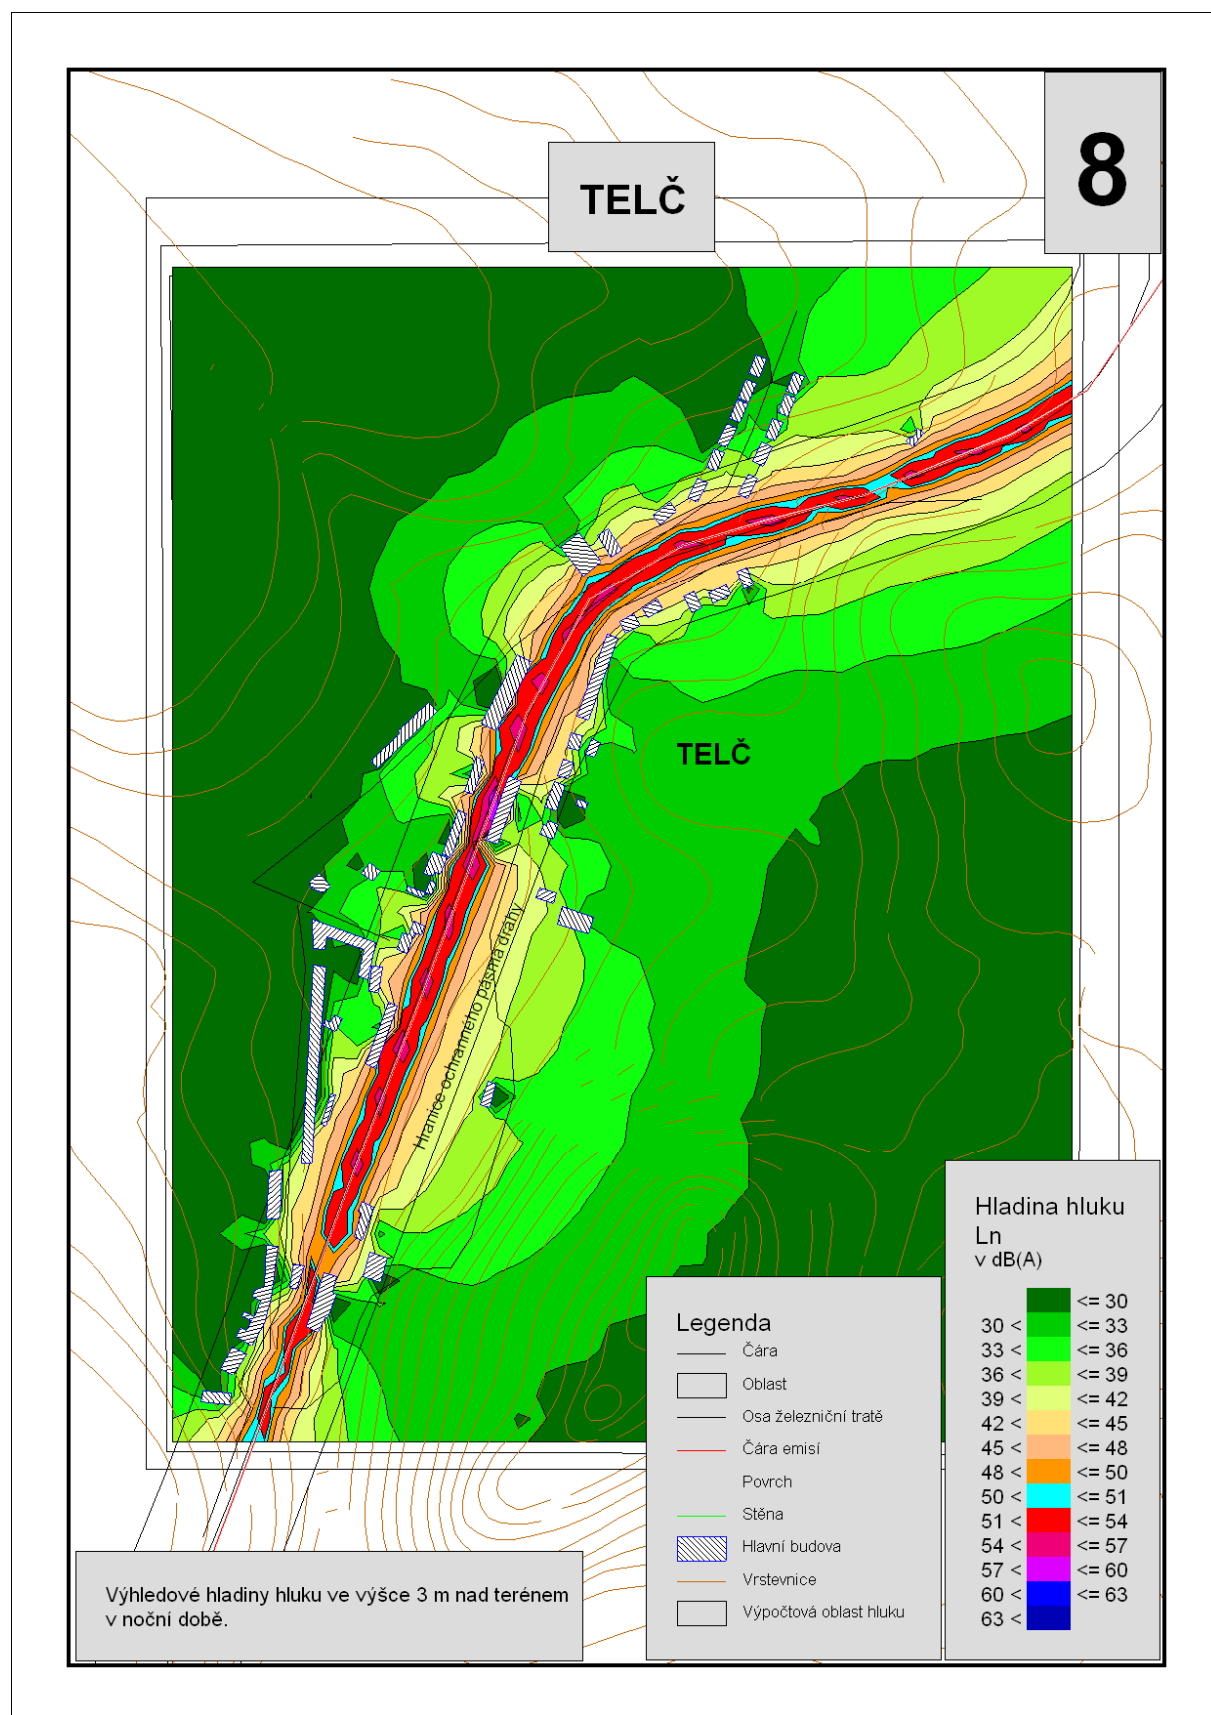 8
TELČ
TELČ
Hranice ochranného pásma dráhy
Hladina hluku
Ln
v dB(A)
<= 30
30 < <= 33
33 < <= 36
36 < <= 39
39 < <= 42
42 < <= 45
45 < <= 48
48 < <= 50
50 < <= 51
51 < <= 54
54 < <= 57
57 < <= 60
60 < <= 63
63 <
Legenda
Čára
Oblast
Osa železniční tratě
Čára emisí
Povrch
Stěna
Hlavní budova
Vrstevnice
Výpočtová oblast hluku
Výhledové hladiny hluku ve výšce 3 m nad terénem
v noční době.